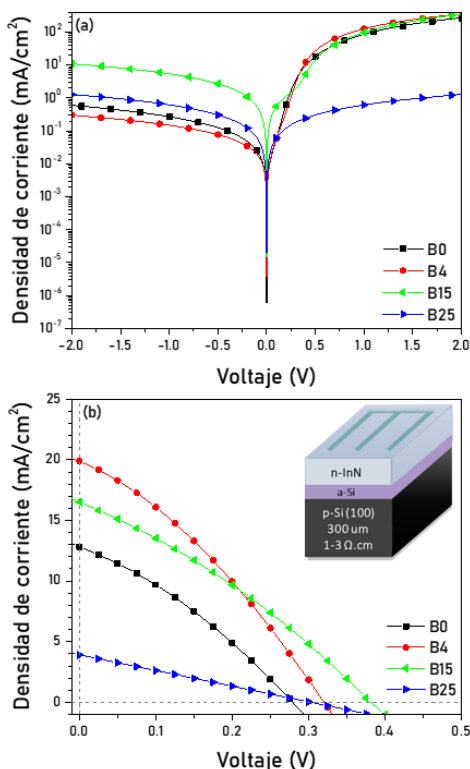 (a)
Densidad de corriente (mA/cm²)
10²
10¹
10⁰
10⁻¹
10⁻²
10⁻³
10⁻⁴
10⁻⁵
10⁻⁶
10⁻⁷
B0
B4
B15
B25
-2.0 -1.5 -1.0 -0.5 0.0 0.5 1.0 1.5 2.0
Voltaje (V)
(b)
Densidad de corriente (mA/cm²)
25
20
15
10
5
0
n-InN
a-Si
p-Si (100)
300 um
1-3 Ω.cm
B0
B4
B15
B25
0.0 0.1 0.2 0.3 0.4 0.5
Voltaje (V)